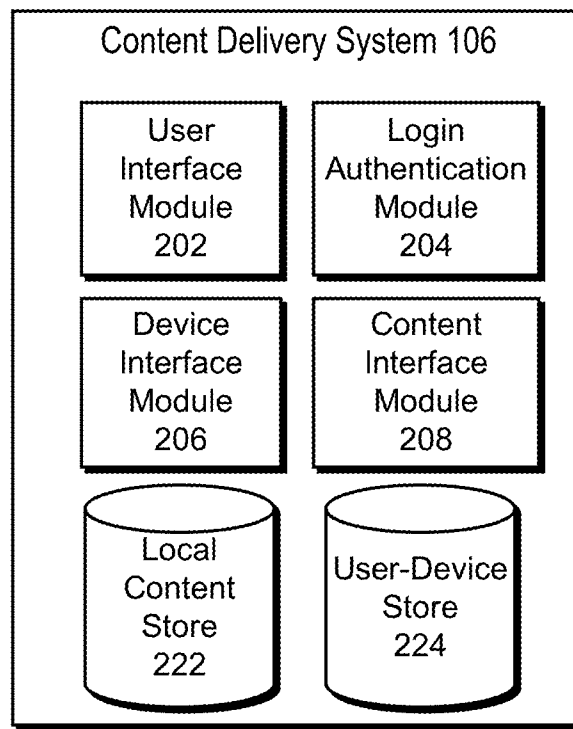 Content Delivery System 106
User
Interface
Module
202
Login
Authentication
Module
204
Device
Interface
Module
206
Content
Interface
Module
208
Local
Content
Store
222
User-Device
Store
224